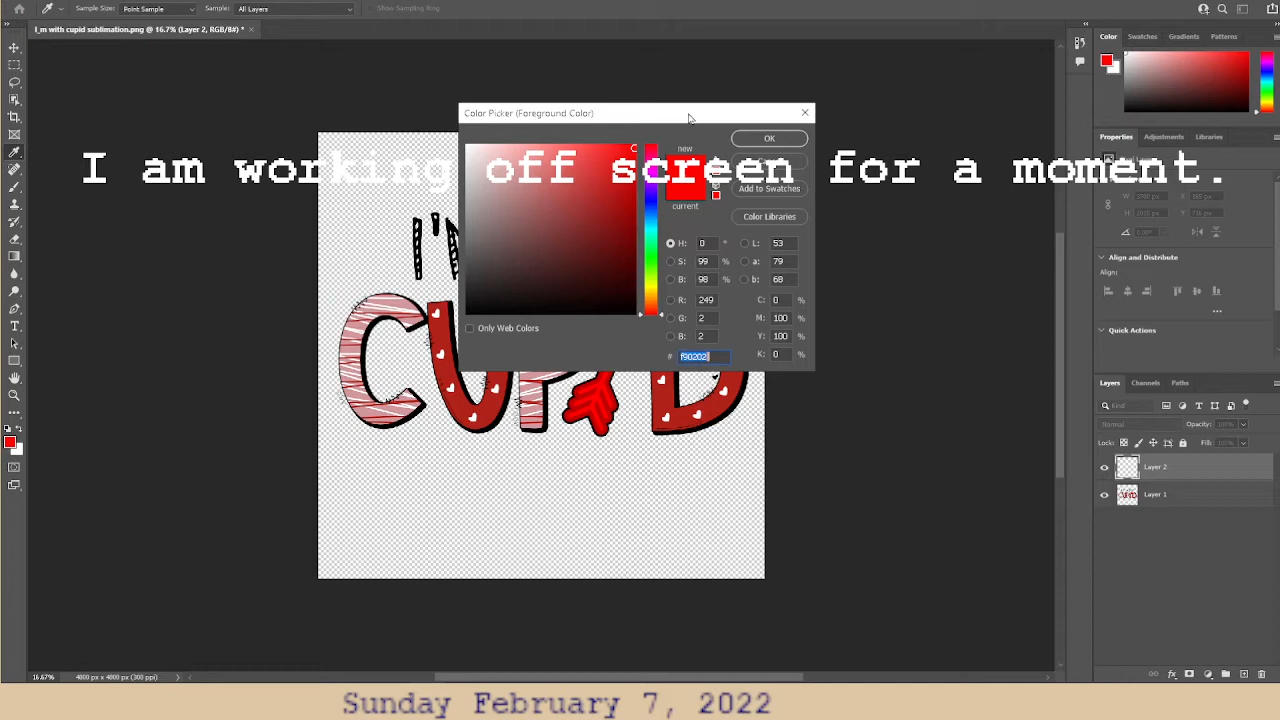 Sample Size: Point Sample Sample: All Layers Show Sampling Ring
I_m with cupid sublimation.png @ 16.7% (Layer 2, RGB/8#) *
Color Swatches Gradients Patterns
Color Picker (Foreground Color)
OK
new
I am working off screen for a moment.
Add to Swatches
current
Color Libraries
H: 0 ° L: 53
S: 99 % a: 79
B: 98 % b: 68
R: 249 C: 0 %
G: 2 M: 100 %
B: 2 Y: 100 %
# f90202 K: 0 %
Only Web Colors
I'M
CUPID
Properties Adjustments Libraries
W
H
0.00°
Align and Distribute
Align:
Quick Actions
Layers Channels Paths
Kind
Normal Opacity: 100%
Lock: Fill: 100%
Layer 2
Layer 1
16.67% 4000 px x 4000 px (300 ppi)
Sunday February 7, 2022